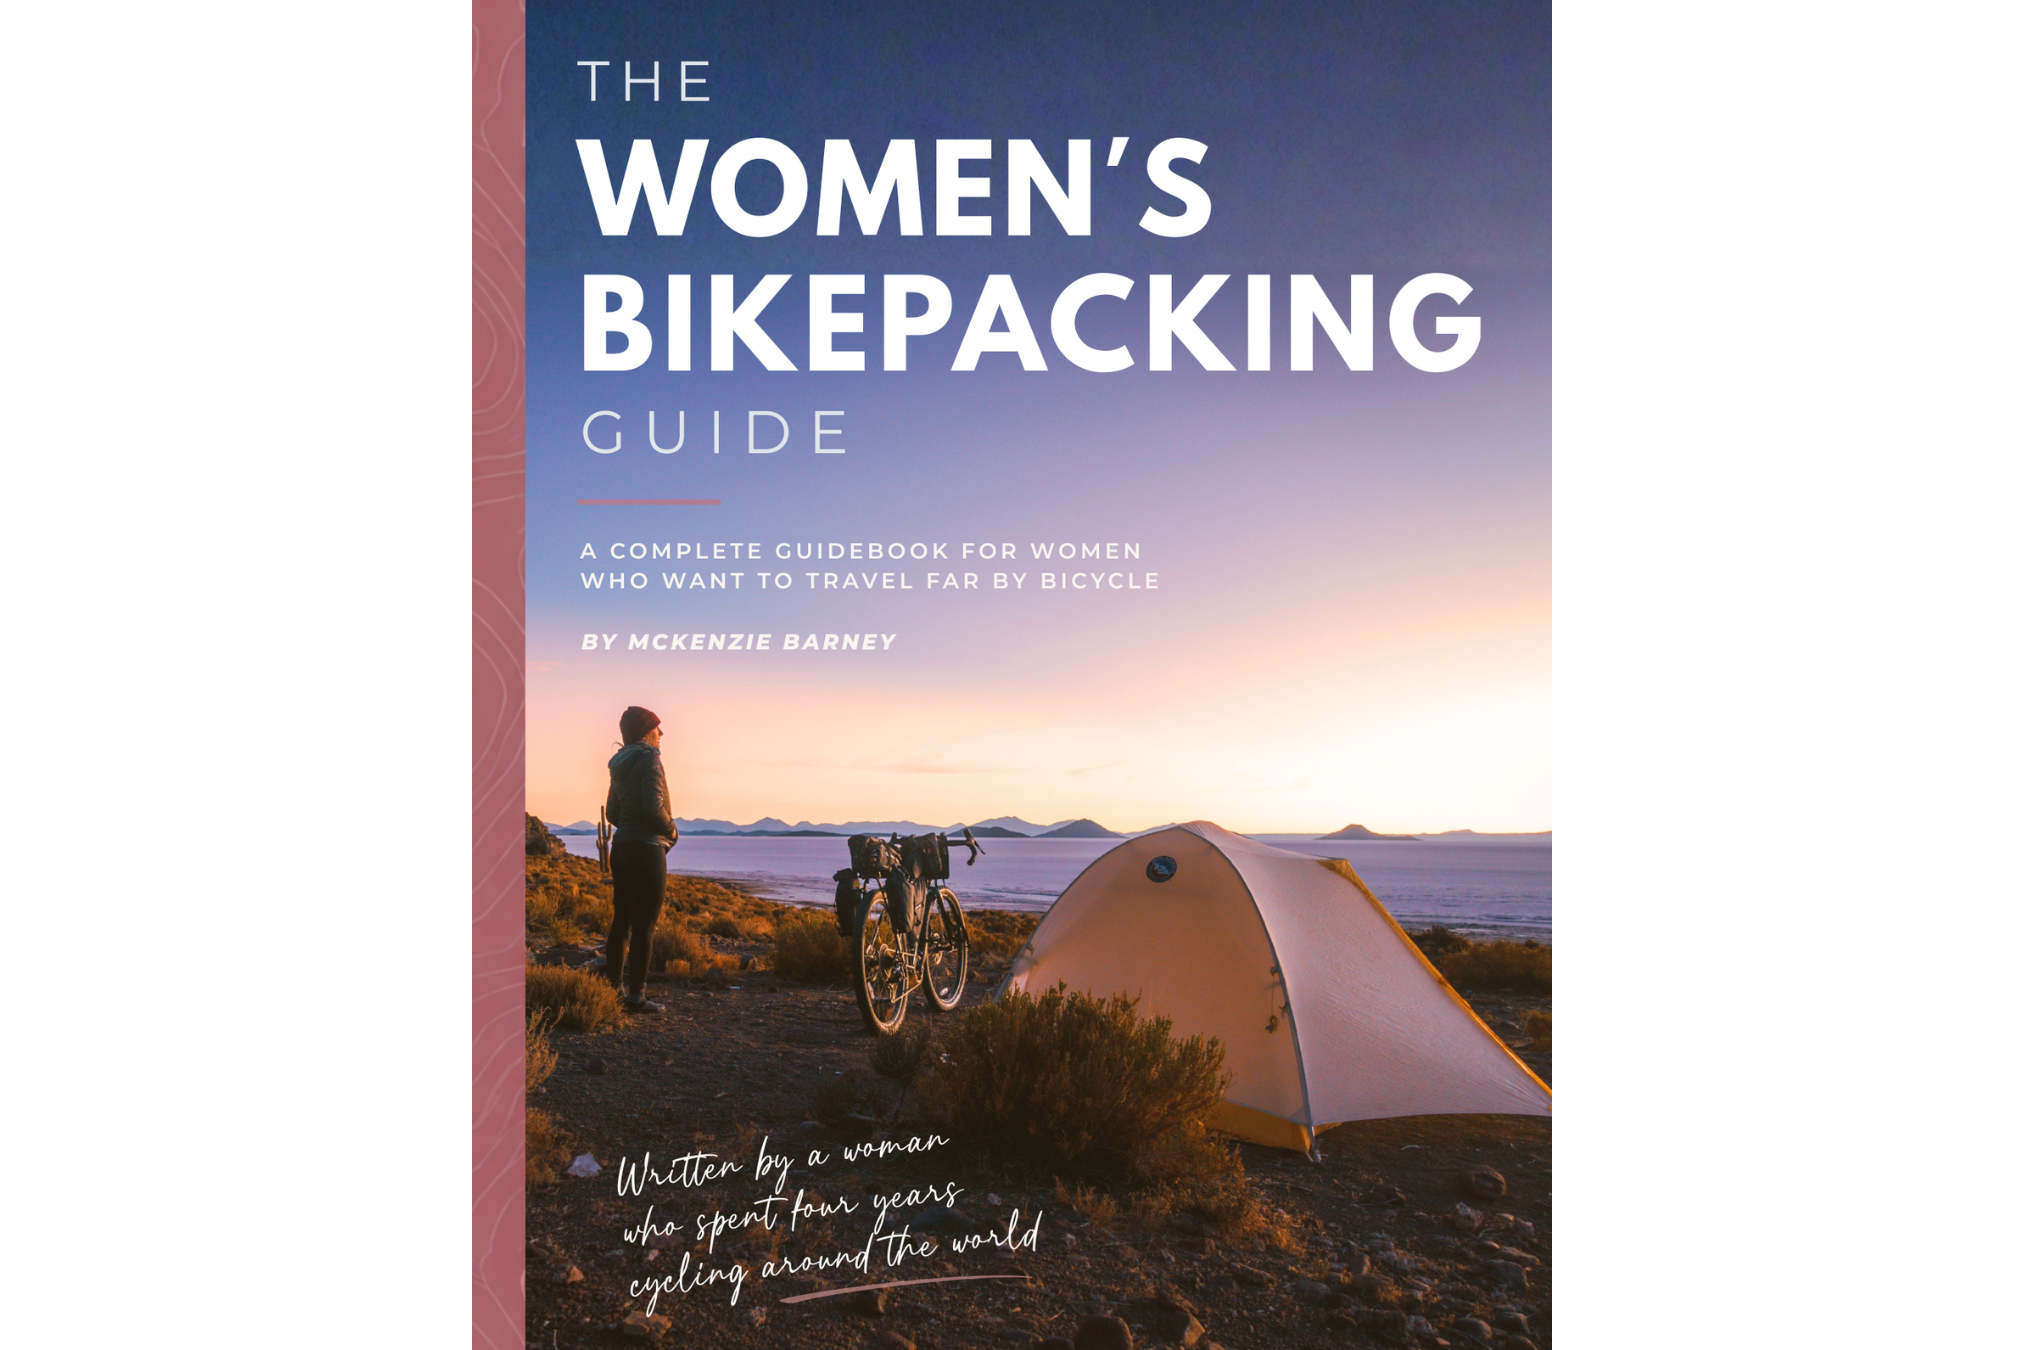 THE
WOMEN'S
BIKEPACKING
GUIDE
A COMPLETE GUIDEBOOK FOR WOMEN
WHO WANT TO TRAVEL FAR BY BICYCLE
BY MCKENZIE BARNEY
Written by a woman
who spent four years
cycling around the world